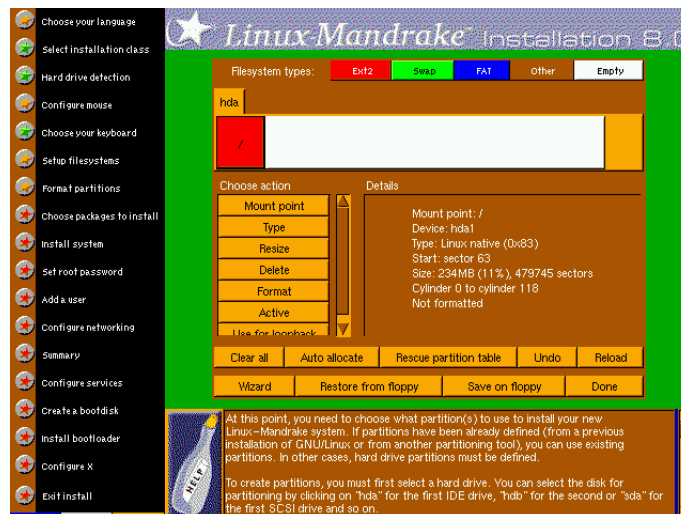 Choose your language
Select installation class
Hard drive detection
Configure mouse
Choose your keyboard
Setup filesystems
Format partitions
Choose packages to install
Install system
Set root password
Add a user
Configure networking
Summary
Configure services
Create a bootdisk
Install bootloader
Configure X
Exit install
Linux-Mandrake Installation 8.0
Filesystem types: Ext2 Swap FAT Other Empty
hda
/
Choose action
Mount point
Type
Resize
Delete
Format
Active
Use for loopback
Details
Mount point: /
Device: hda1
Type: Linux native (0x83)
Start: sector 63
Size: 234MB (11%), 479745 sectors
Cylinder 0 to cylinder 118
Not formatted
Clear all Auto allocate Rescue partition table Undo Reload
Wizard Restore from floppy Save on floppy Done
HELP
At this point, you need to choose what partition(s) to use to install your new
Linux-Mandrake system. If partitions have been already defined (from a previous
installation of GNU/Linux or from another partitioning tool), you can use existing
partitions. In other cases, hard drive partitions must be defined.
To create partitions, you must first select a hard drive. You can select the disk for
partitioning by clicking on "hda" for the first IDE drive, "hdb" for the second or "sda" for
the first SCSI drive and so on.